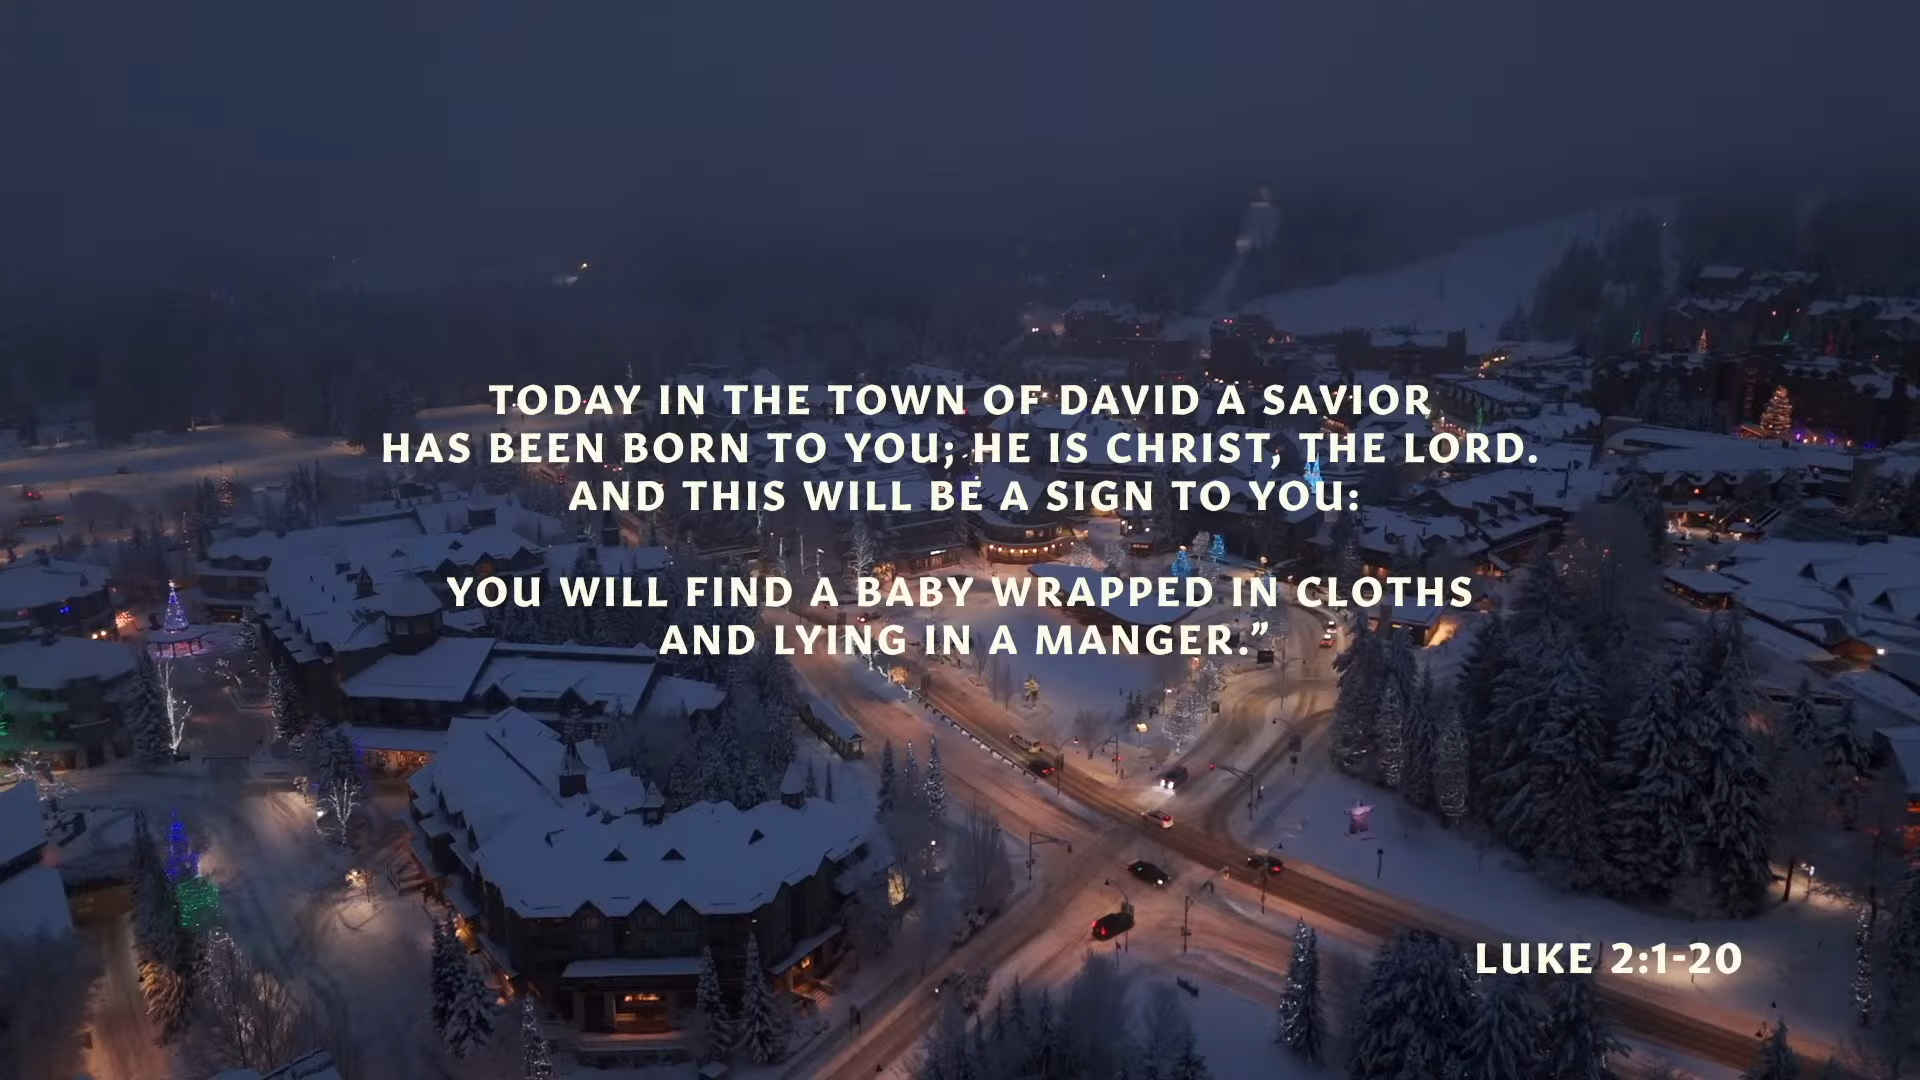 TODAY IN THE TOWN OF DAVID A SAVIOR
HAS BEEN BORN TO YOU; HE IS CHRIST, THE LORD.
AND THIS WILL BE A SIGN TO YOU:
YOU WILL FIND A BABY WRAPPED IN CLOTHS
AND LYING IN A MANGER.”
LUKE 2:1-20